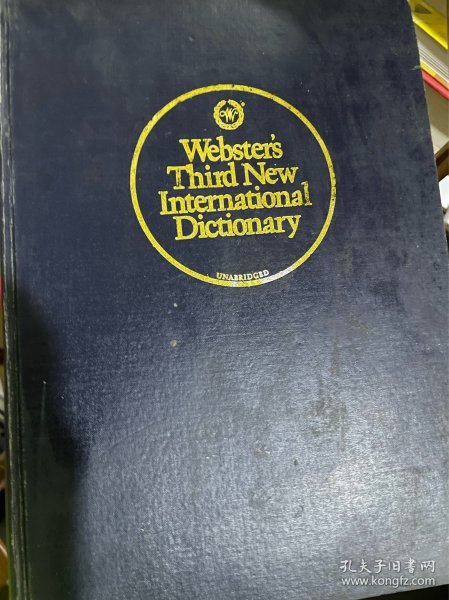 W
Webster's
Third New
International
Dictionary
UNABRIDGED
孔夫子旧书网
www.kongfz.com